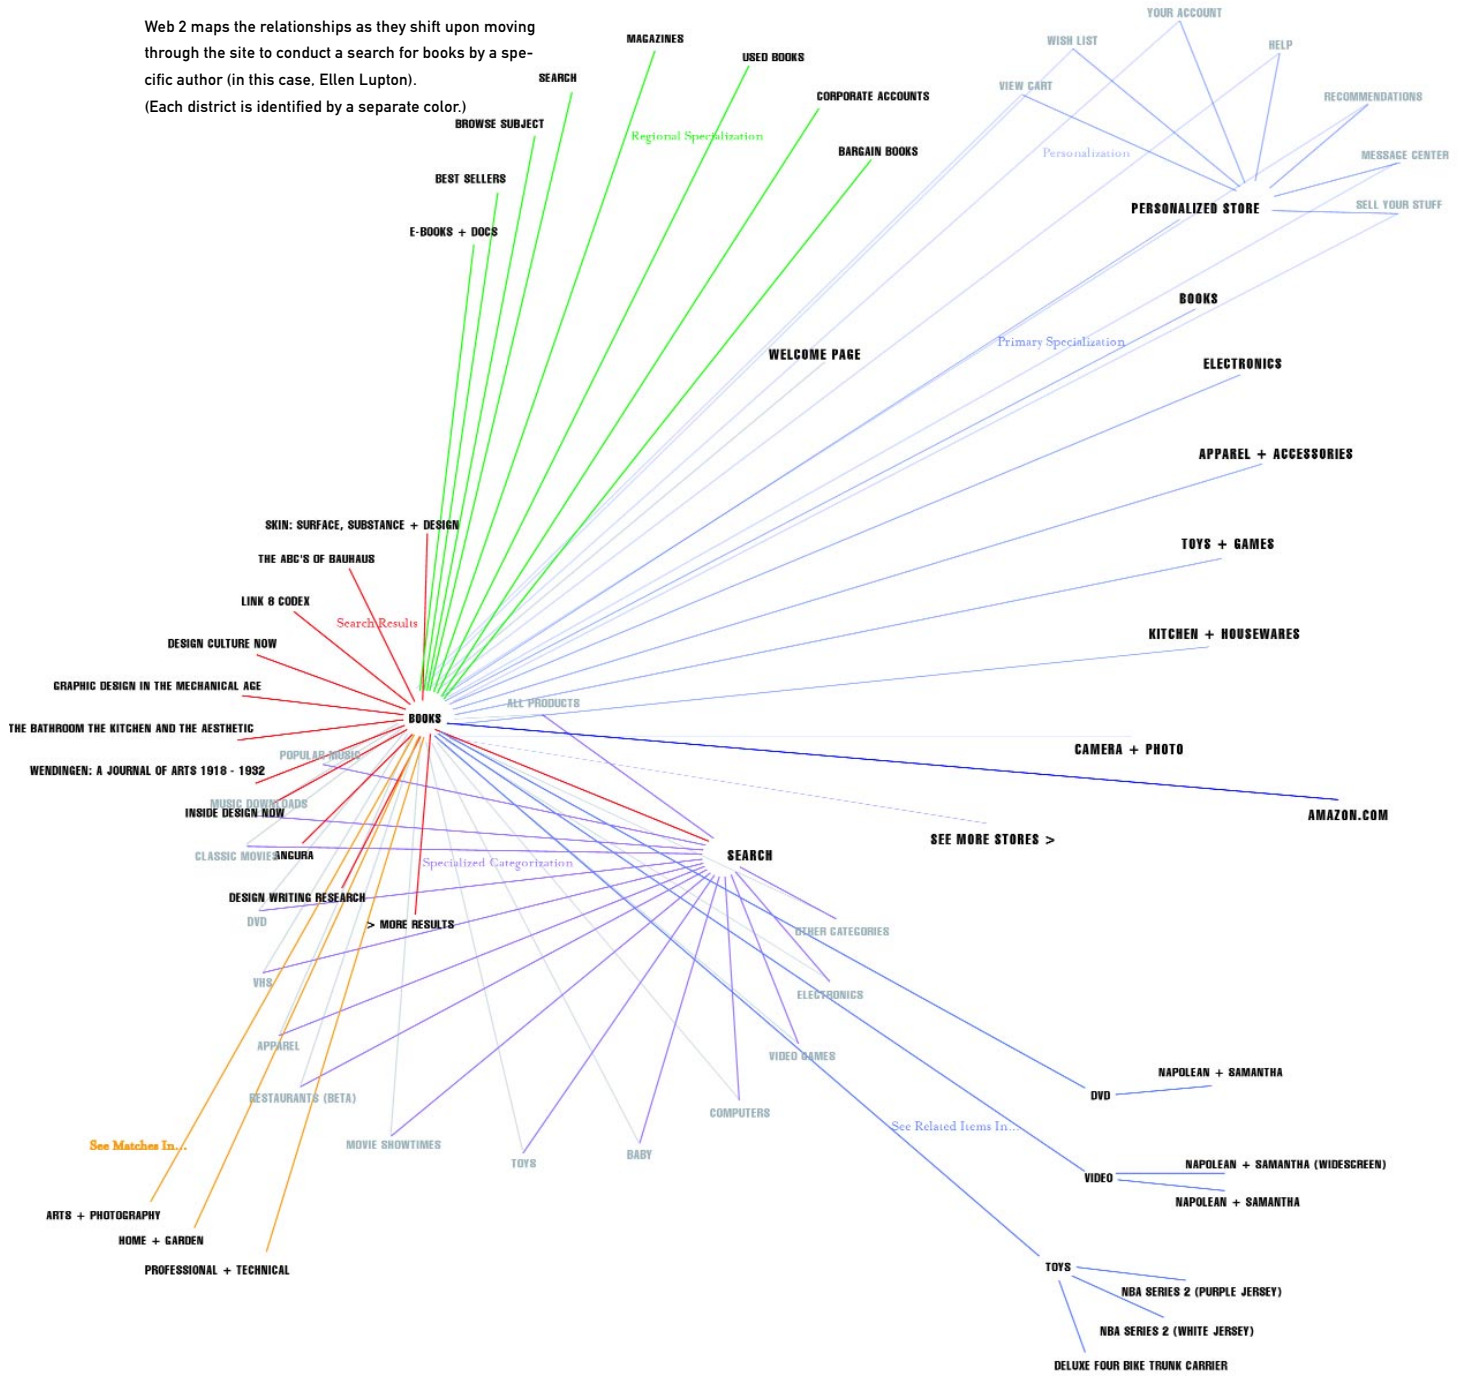 Web 2 maps the relationships as they shift upon moving
through the site to conduct a search for books by a spe-
cific author (in this case, Ellen Lupton).
(Each district is identified by a separate color.)
YOUR ACCOUNT
WISH LIST
HELP
MAGAZINES
USED BOOKS
SEARCH
VIEW CART
CORPORATE ACCOUNTS
RECOMMENDATIONS
BROWSE SUBJECT
Regional Specialization
BARGAIN BOOKS
Personalization
MESSAGE CENTER
BEST SELLERS
PERSONALIZED STORE
SELL YOUR STUFF
E-BOOKS + DOCS
BOOKS
Primary Specialization
WELCOME PAGE
ELECTRONICS
APPAREL + ACCESSORIES
SKIN: SURFACE, SUBSTANCE + DESIGN
TOYS + GAMES
THE ABC'S OF BAUHAUS
LINK 8 CODEX
Search Results
KITCHEN + HOUSEWARES
DESIGN CULTURE NOW
GRAPHIC DESIGN IN THE MECHANICAL AGE
ALL PRODUCTS
BOOKS
THE BATHROOM THE KITCHEN AND THE AESTHETIC
POPULAR MUSIC
CAMERA + PHOTO
WENDINGEN: A JOURNAL OF ARTS 1918 - 1932
MUSIC DOWNLOADS
INSIDE DESIGN NOW
AMAZON.COM
SEE MORE STORES >
CLASSIC MOVIES
ANGURA
Specialized Categorization
SEARCH
DESIGN WRITING RESEARCH
DVD
> MORE RESULTS
OTHER CATEGORIES
VHS
ELECTRONICS
APPAREL
VIDEO GAMES
NAPOLEAN + SAMANTHA
DVD
RESTAURANTS (BETA)
COMPUTERS
See Related Items In...
See Matches In...
MOVIE SHOWTIMES
BABY
TOYS
NAPOLEAN + SAMANTHA (WIDESCREEN)
VIDEO
NAPOLEAN + SAMANTHA
ARTS + PHOTOGRAPHY
HOME + GARDEN
PROFESSIONAL + TECHNICAL
TOYS
NBA SERIES 2 (PURPLE JERSEY)
NBA SERIES 2 (WHITE JERSEY)
DELUXE FOUR BIKE TRUNK CARRIER